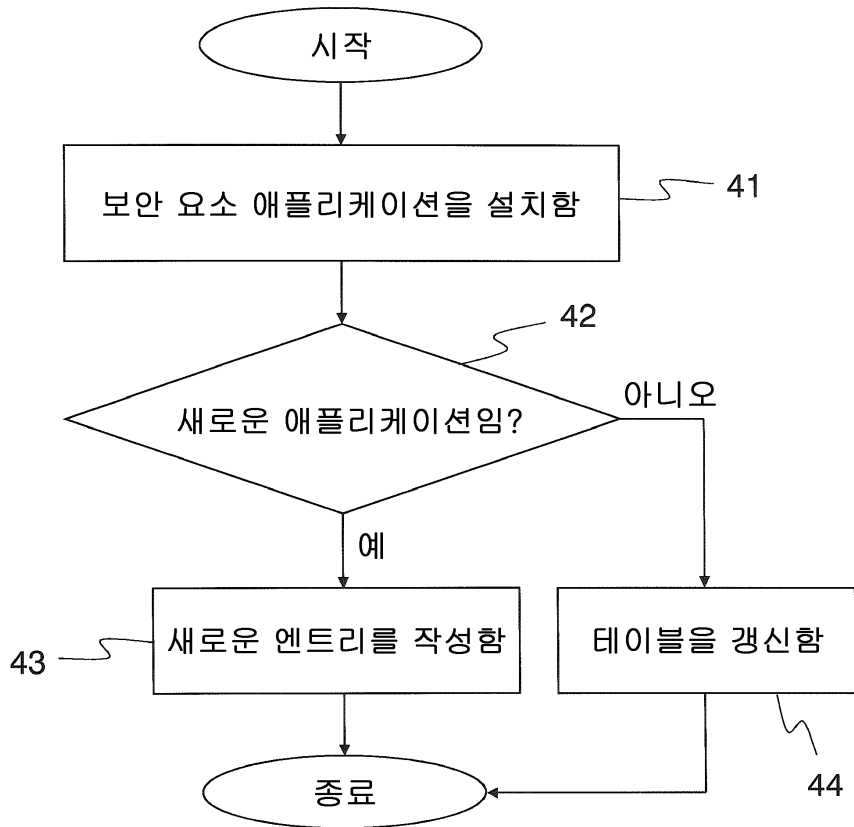 시작
보안 요소 애플리케이션을 설치함
41
42
새로운 애플리케이션임?
아니오
예
43
새로운 엔트리를 작성함
테이블을 갱신함
44
종료